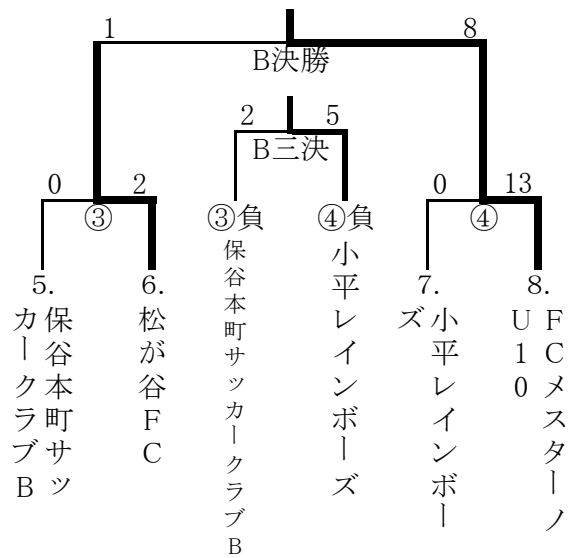 1
8
B決勝
2
5
B三決
0
2
0
13
③
③負
④負
④
5.
6.
7.
8.
保谷本町サッ
カークラブB
松が谷FC
保谷本町サッカークラブB
小平レインボーズ
小平レインボー
ズ
FCメスターノ
U10